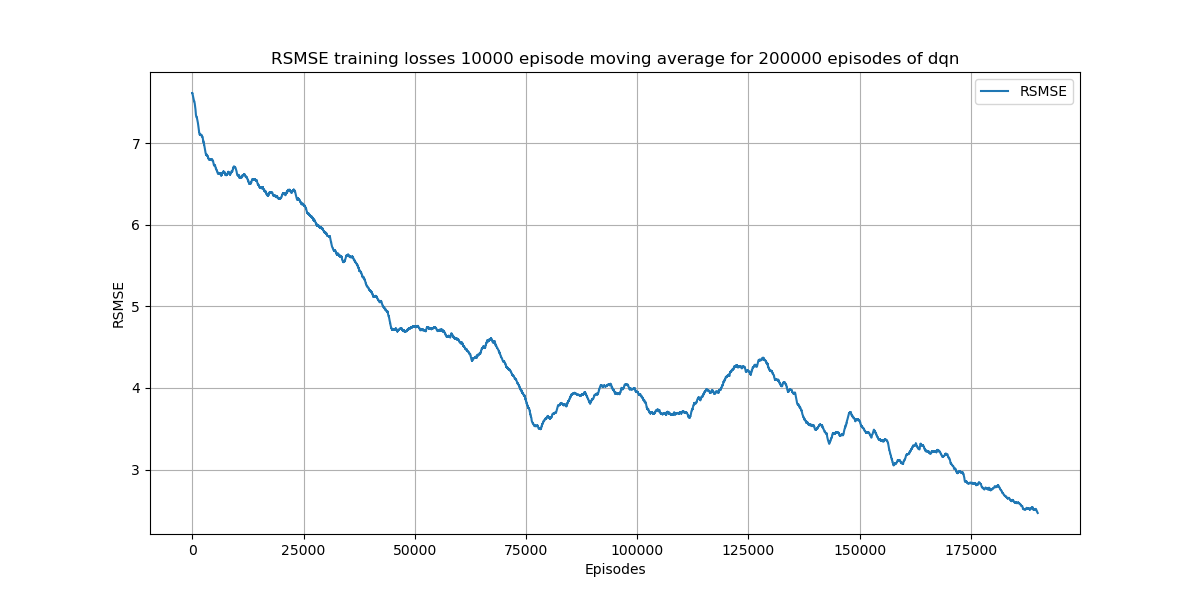 RSMSE training losses 10000 episode moving average for 200000 episodes of dqn
RSMSE
7
6
5
4
3
RSMSE
0 25000 50000 75000 100000 125000 150000 175000
Episodes